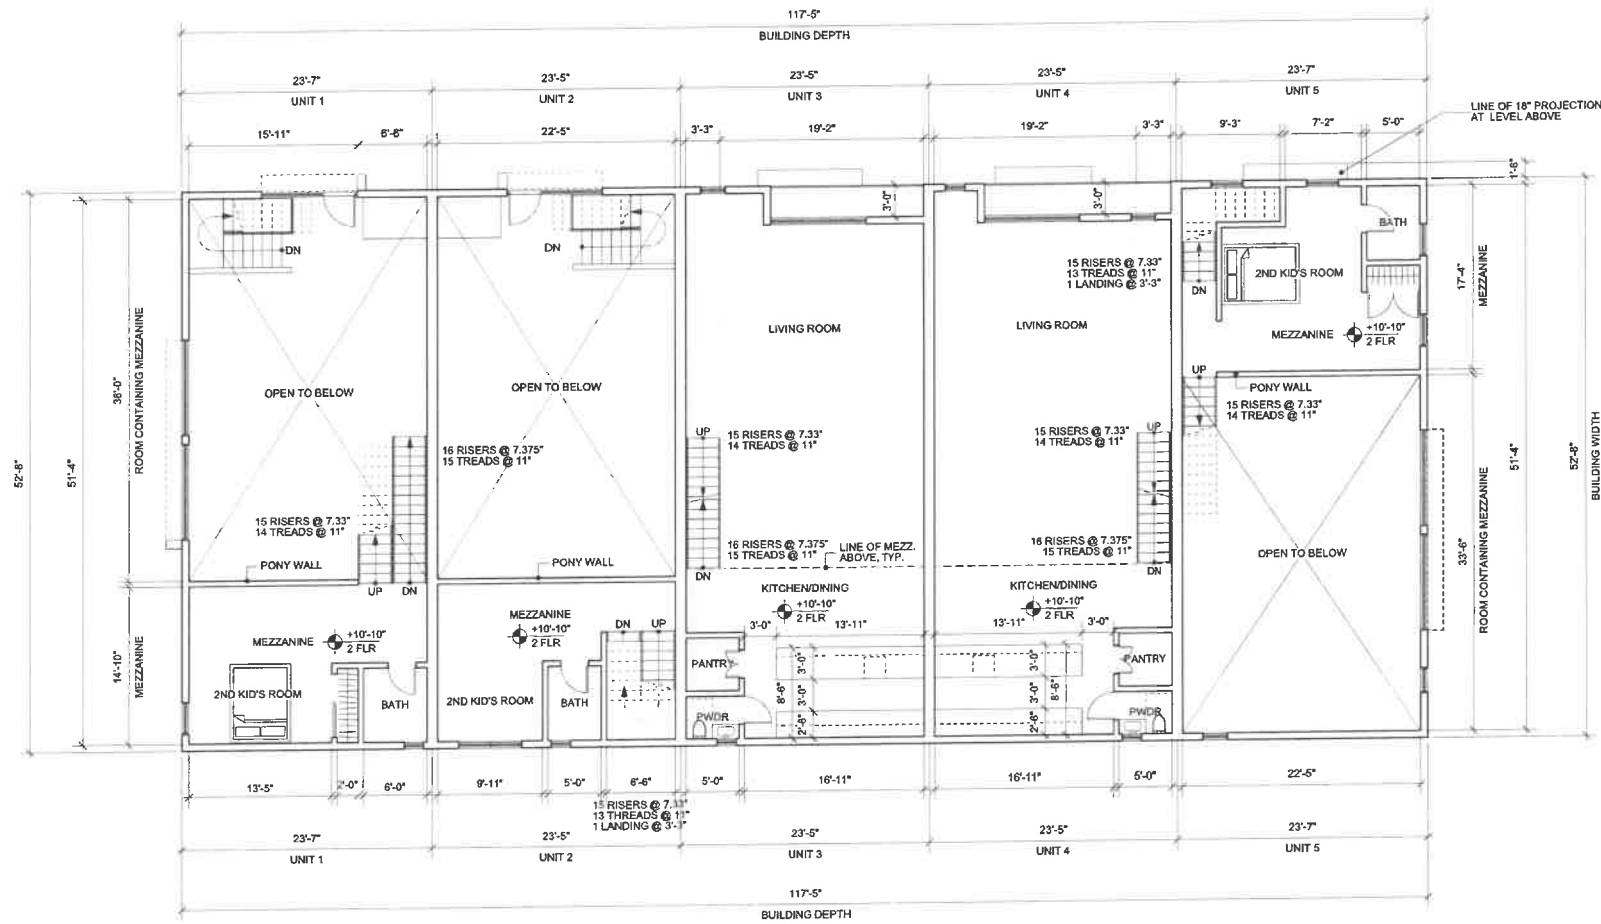 117'-5"
BUILDING DEPTH
23'-7"
UNIT 1
23'-5"
UNIT 2
23'-5"
UNIT 3
23'-5"
UNIT 4
23'-7"
UNIT 5
LINE OF 18" PROJECTION
AT LEVEL ABOVE
15'-11"
6'-6"
22'-5"
3'-3"
19'-2"
19'-2"
3'-3"
9'-3"
7'-2"
5'-0"
1'-6"
3'-0"
3'-0"
DN
DN
BATH
2ND KID'S ROOM
DN
15 RISERS @ 7.33"
13 TREADS @ 11"
1 LANDING @ 3'-3"
17'-4"
MEZZANINE
LIVING ROOM
LIVING ROOM
MEZZANINE
+10'-10"
2 FLR
UP
PONY WALL
15 RISERS @ 7.33"
14 TREADS @ 11"
OPEN TO BELOW
OPEN TO BELOW
36'-0"
ROOM CONTAINING MEZZANINE
52'-8"
51'-4"
51'-4"
52'-8"
BUILDING WIDTH
16 RISERS @ 7.375"
15 TREADS @ 11"
UP
15 RISERS @ 7.33"
14 TREADS @ 11"
15 RISERS @ 7.33"
14 TREADS @ 11"
UP
15 RISERS @ 7.33"
14 TREADS @ 11"
16 RISERS @ 7.375"
15 TREADS @ 11"
LINE OF MEZZ.
ABOVE, TYP.
16 RISERS @ 7.375"
15 TREADS @ 11"
OPEN TO BELOW
33'-6"
ROOM CONTAINING MEZZANINE
PONY WALL
PONY WALL
UP
DN
DN
DN
KITCHEN/DINING
+10'-10"
2 FLR
KITCHEN/DINING
+10'-10"
2 FLR
MEZZANINE
+10'-10"
2 FLR
MEZZANINE
+10'-10"
2 FLR
DN
UP
3'-0"
13'-11"
13'-11"
3'-0"
14'-10"
MEZZANINE
2ND KID'S ROOM
BATH
2ND KID'S ROOM
BATH
PANTRY
PWDR
8'-6"
3'-0"
3'-0"
2'-6"
3'-0"
3'-0"
2'-6"
8'-6"
PANTRY
PWDR
13'-5"
2'-0"
6'-0"
9'-11"
5'-0"
6'-6"
5'-0"
16'-11"
16'-11"
5'-0"
22'-5"
15 RISERS @ 7.33"
13 THREADS @ 11"
1 LANDING @ 3'-3"
23'-7"
UNIT 1
23'-5"
UNIT 2
23'-5"
UNIT 3
23'-5"
UNIT 4
23'-7"
UNIT 5
117'-5"
BUILDING DEPTH